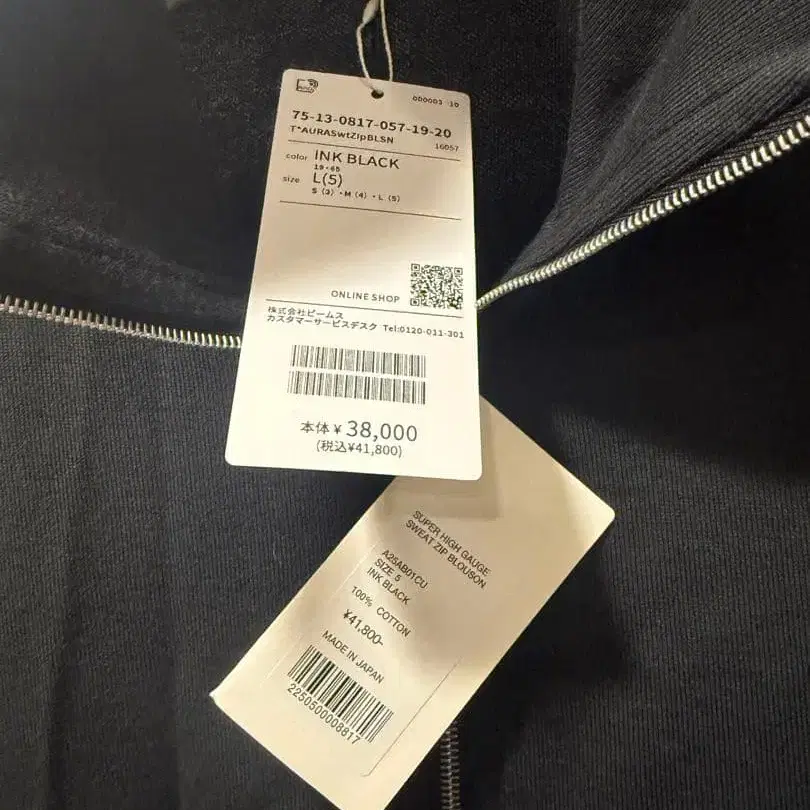 000003 10
75-13-0817-057-19-20
T*AURASwtZipBLSN
16057
color INK BLACK
19-65
size L(5)
S (3) ・M (4) ・L (5)
ONLINE SHOP
株式会社ビームス
カスタマーサービスデスク Tel:0120-011-301
本体¥38,000
(税込¥41,800)
SUPER HIGH GAUGE
SWEAT ZIP BLOUSON
A25AB01CU
SIZE 5
INK BLACK
100% COTTON
¥41,800-
MADE IN JAPAN
2250500008817